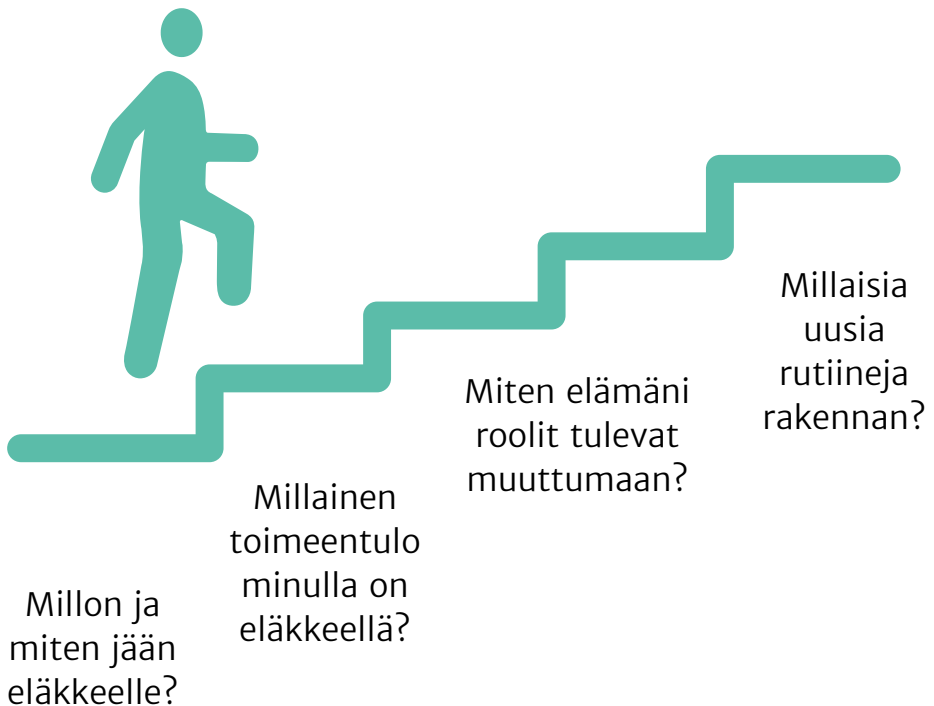 Millon ja
miten jään
eläkkeelle?
Millainen
toimeentulo
minulla on
eläkkeellä?
Miten elämäni
roolit tulevat
muuttumaan?
Millaisia
uusia
rutiineja
rakennan?